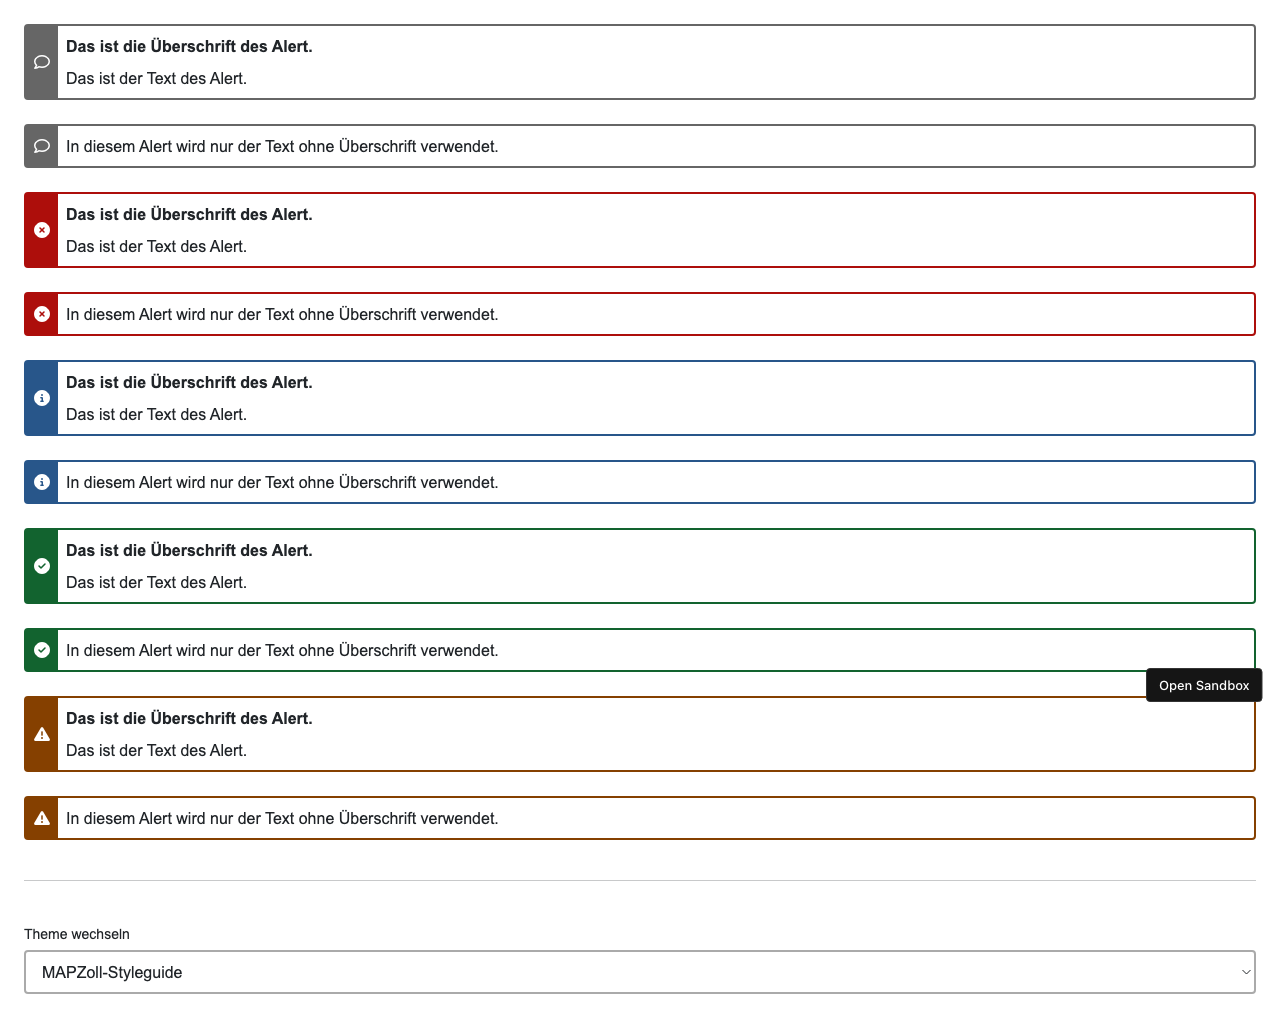 Das ist die Überschrift des Alert.
Das ist der Text des Alert.
In diesem Alert wird nur der Text ohne Überschrift verwendet.
Das ist die Überschrift des Alert.
Das ist der Text des Alert.
In diesem Alert wird nur der Text ohne Überschrift verwendet.
Das ist die Überschrift des Alert.
Das ist der Text des Alert.
In diesem Alert wird nur der Text ohne Überschrift verwendet.
Das ist die Überschrift des Alert.
Das ist der Text des Alert.
In diesem Alert wird nur der Text ohne Überschrift verwendet.
Open Sandbox
Das ist die Überschrift des Alert.
Das ist der Text des Alert.
In diesem Alert wird nur der Text ohne Überschrift verwendet.
Theme wechseln
MAPZoll-Styleguide